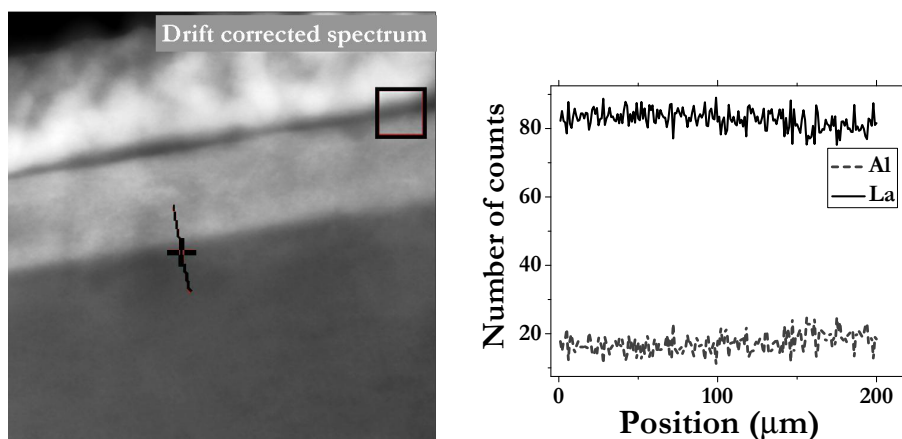 Drift corrected spectrum
Number of counts
80
60
40
20
Al
La
0
100
200
Position (μm)